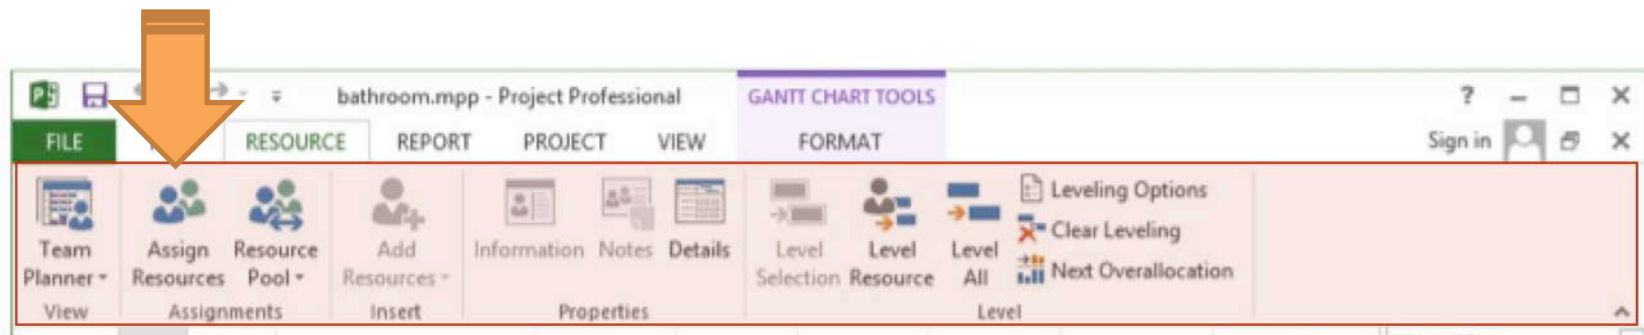 bathroom.mpp - Project Professional
GANTT CHART TOOLS
?
FILE
RESOURCE
REPORT
PROJECT
VIEW
FORMAT
Sign in
Team
Planner
Assign
Resources
Resource
Pool
Add
Resources
Information
Notes
Details
Level
Selection
Level
Resource
Level
All
Leveling Options
Clear Leveling
Next Overallocation
View
Assignments
Insert
Properties
Level